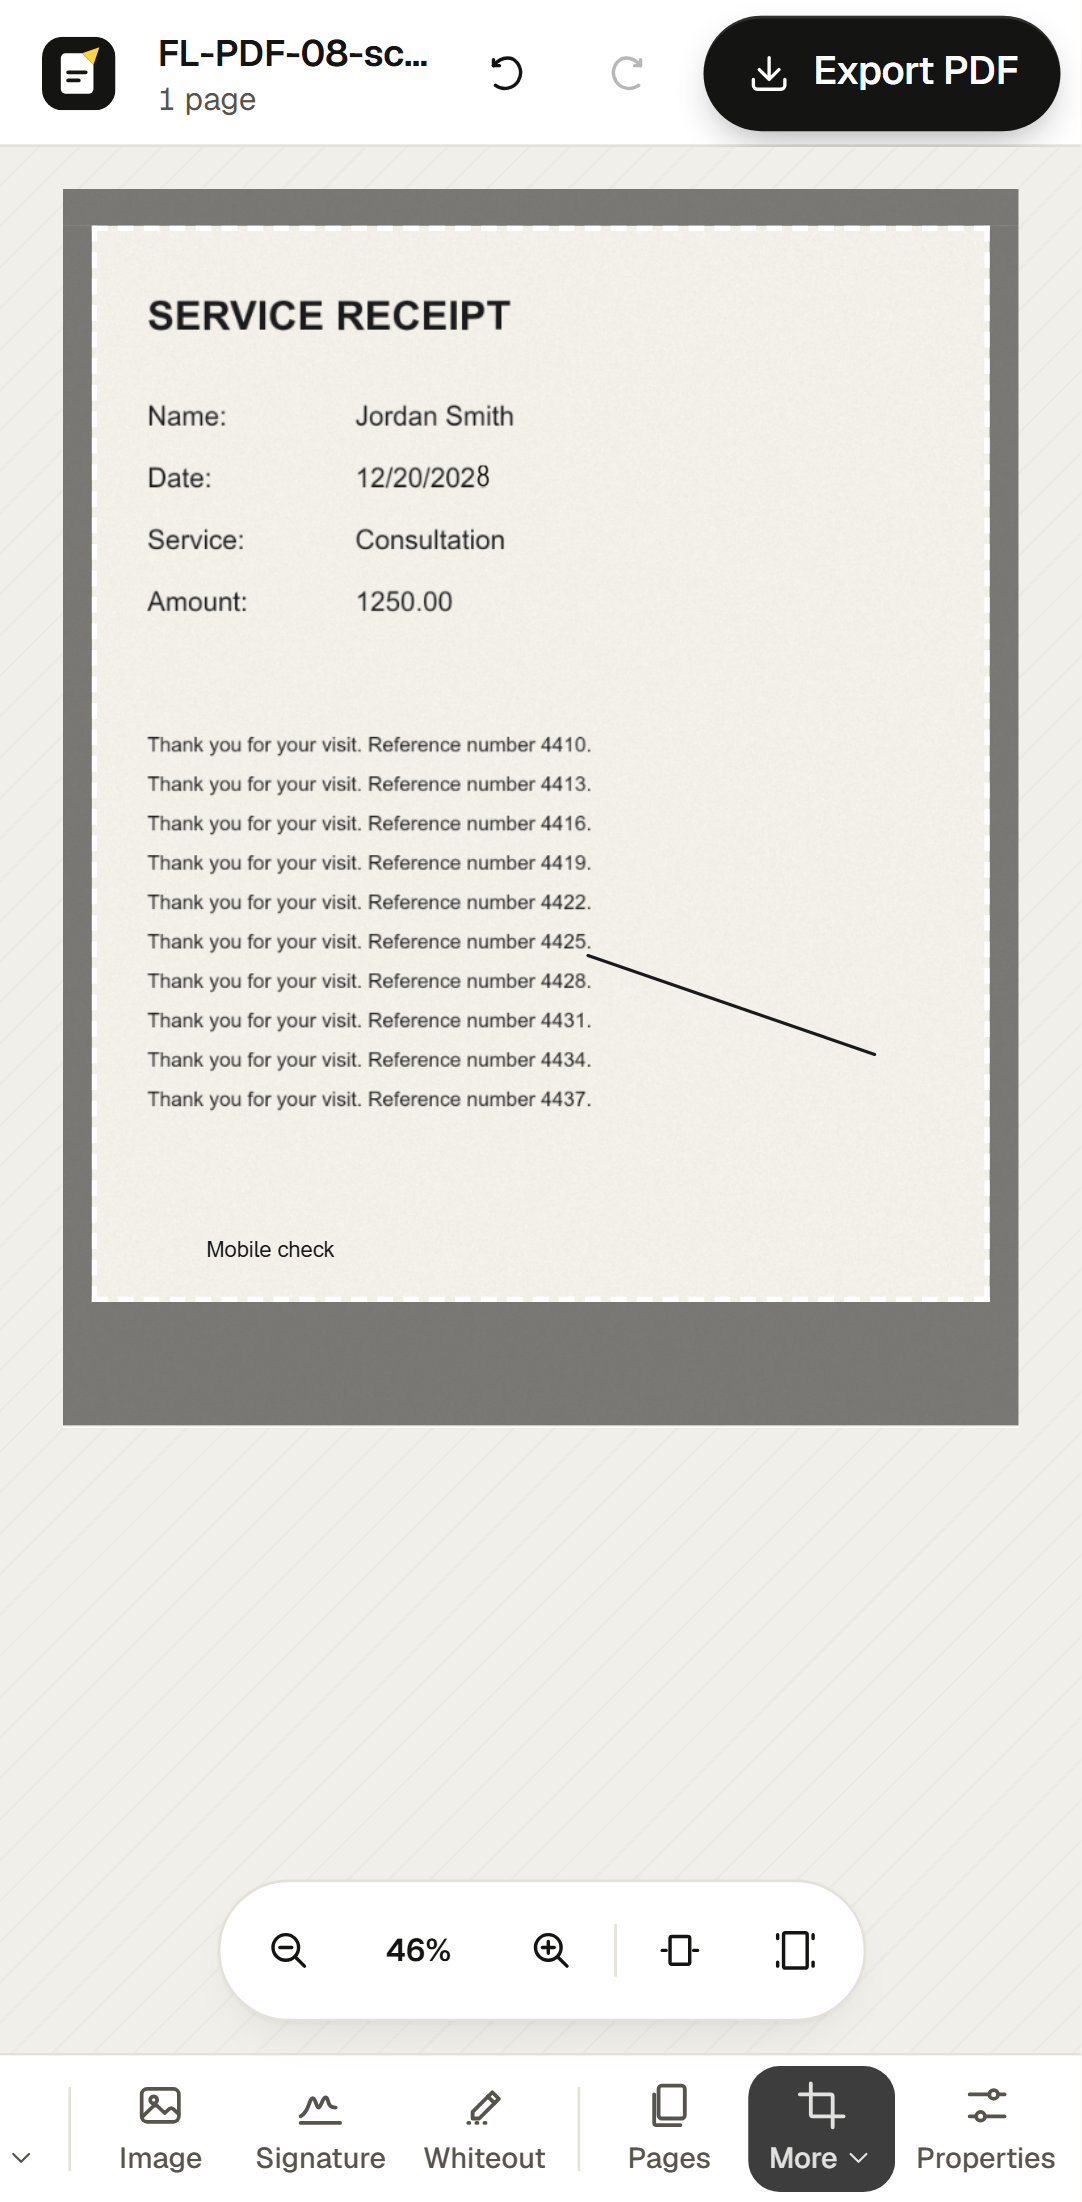 FL-PDF-08-sc...
1 page
Export PDF
SERVICE RECEIPT
Name: Jordan Smith
Date: 12/20/2028
Service: Consultation
Amount: 1250.00
Thank you for your visit. Reference number 4410.
Thank you for your visit. Reference number 4413.
Thank you for your visit. Reference number 4416.
Thank you for your visit. Reference number 4419.
Thank you for your visit. Reference number 4422.
Thank you for your visit. Reference number 4425.
Thank you for your visit. Reference number 4428.
Thank you for your visit. Reference number 4431.
Thank you for your visit. Reference number 4434.
Thank you for your visit. Reference number 4437.
Mobile check
46%
Image Signature Whiteout Pages More Properties